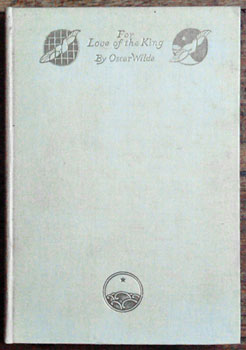 For
Love of the King
By Oscar Wilde